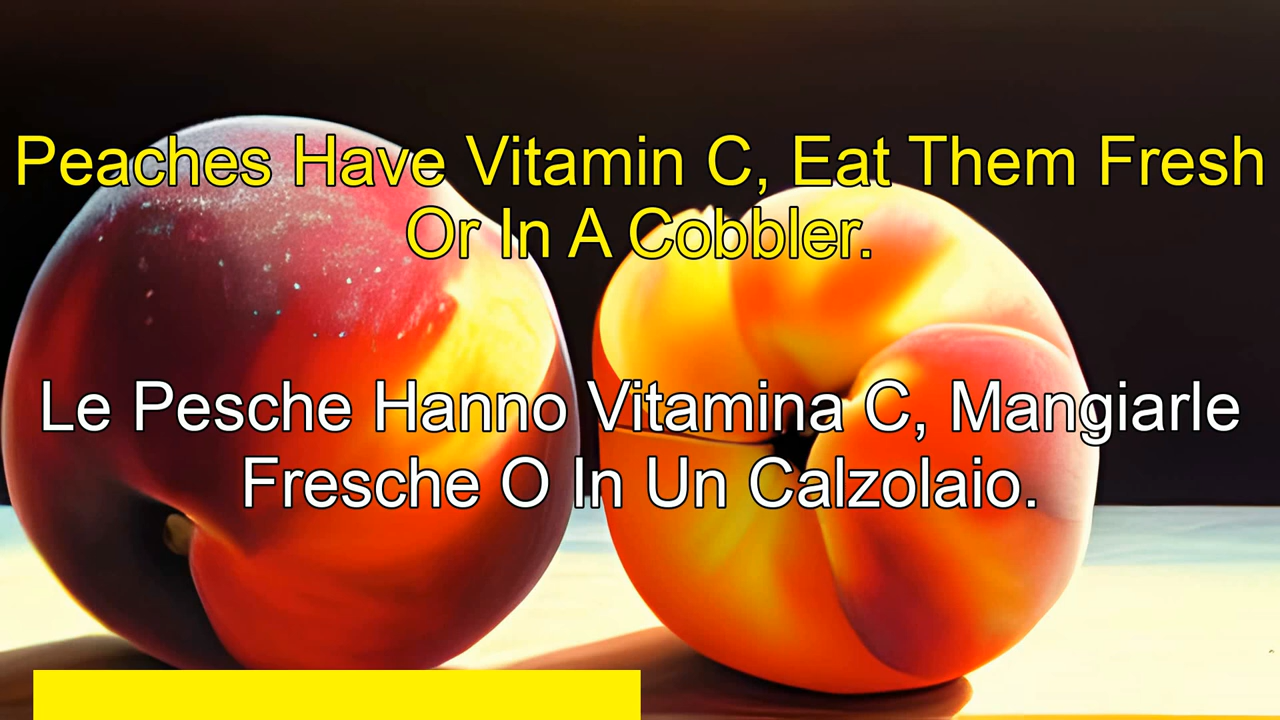 Peaches Have Vitamin C, Eat Them Fresh
Or In A Cobbler.
Le Pesche Hanno Vitamina C, Mangiarle
Fresche O In Un Calzolaio.